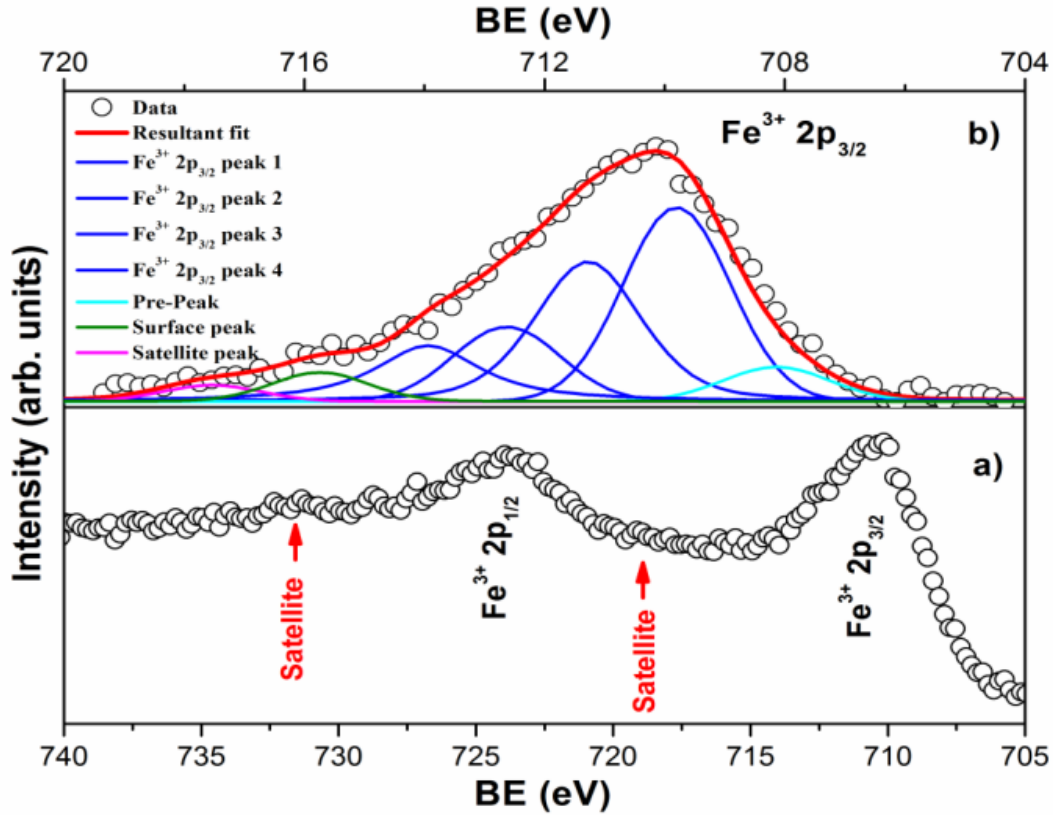 BE (eV)
720 716 712 708 704
Data
Resultant fit
Fe³⁺ 2p₃/₂ peak 1
Fe³⁺ 2p₃/₂ peak 2
Fe³⁺ 2p₃/₂ peak 3
Fe³⁺ 2p₃/₂ peak 4
Pre-Peak
Surface peak
Satellite peak
Fe³⁺ 2p₃/₂
b)
Intensity (arb. units)
a)
Satellite
Fe³⁺ 2p₁/₂
Satellite
Fe³⁺ 2p₃/₂
740 735 730 725 720 715 710 705
BE (eV)